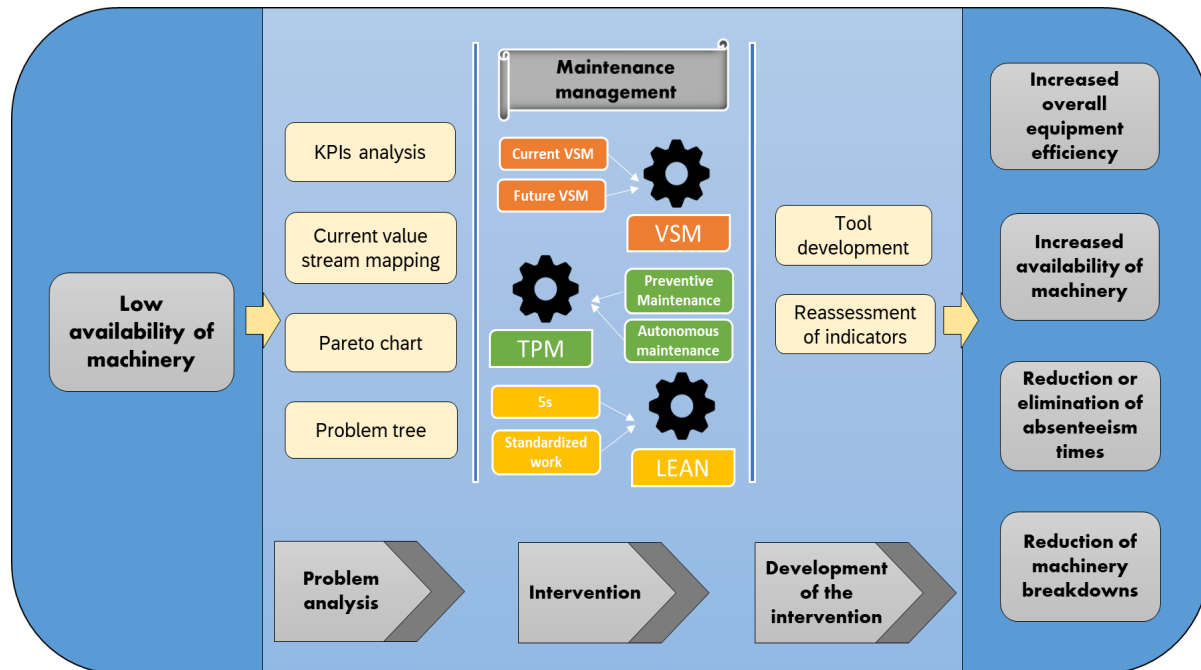 Low
availability of
machinery
KPIs analysis
Current value
stream mapping
Pareto chart
Problem tree
Maintenance
management
Current VSM
Future VSM
VSM
Preventive
Maintenance
Autonomous
maintenance
TPM
5s
Standardized
work
LEAN
Tool
development
Reassessment
of indicators
Increased
overall
equipment
efficiency
Increased
availability of
machinery
Reduction or
elimination of
absenteeism
times
Reduction of
machinery
breakdowns
Problem
analysis
Intervention
Development
of the
intervention